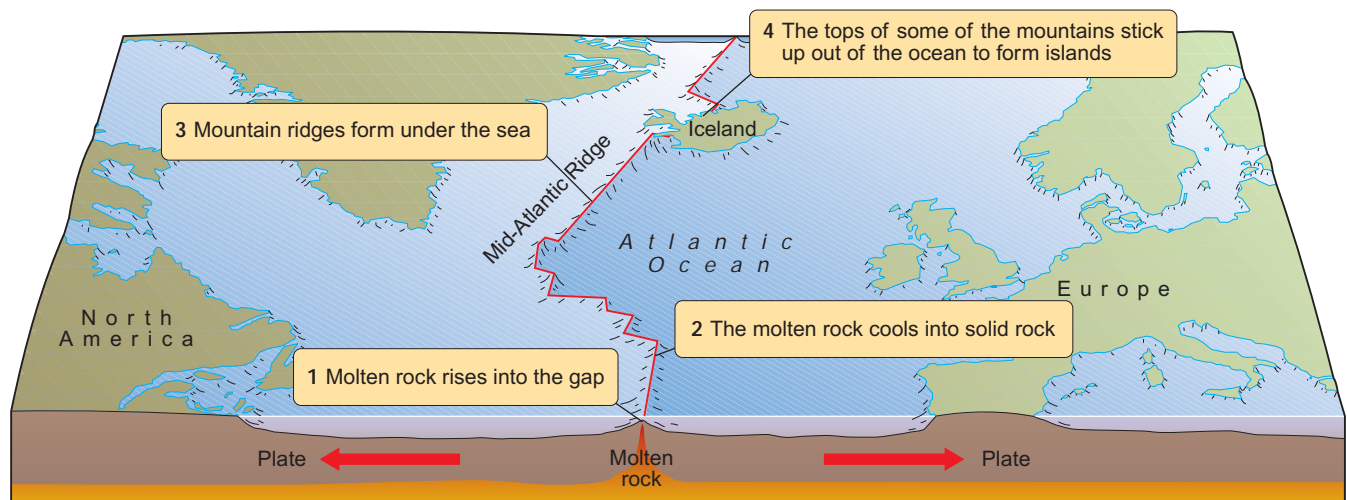 4 The tops of some of the mountains stick
up out of the ocean to form islands
3 Mountain ridges form under the sea
Iceland
Mid-Atlantic Ridge
Atlantic
Ocean
Europe
North
America
2 The molten rock cools into solid rock
1 Molten rock rises into the gap
Plate
Molten
rock
Plate